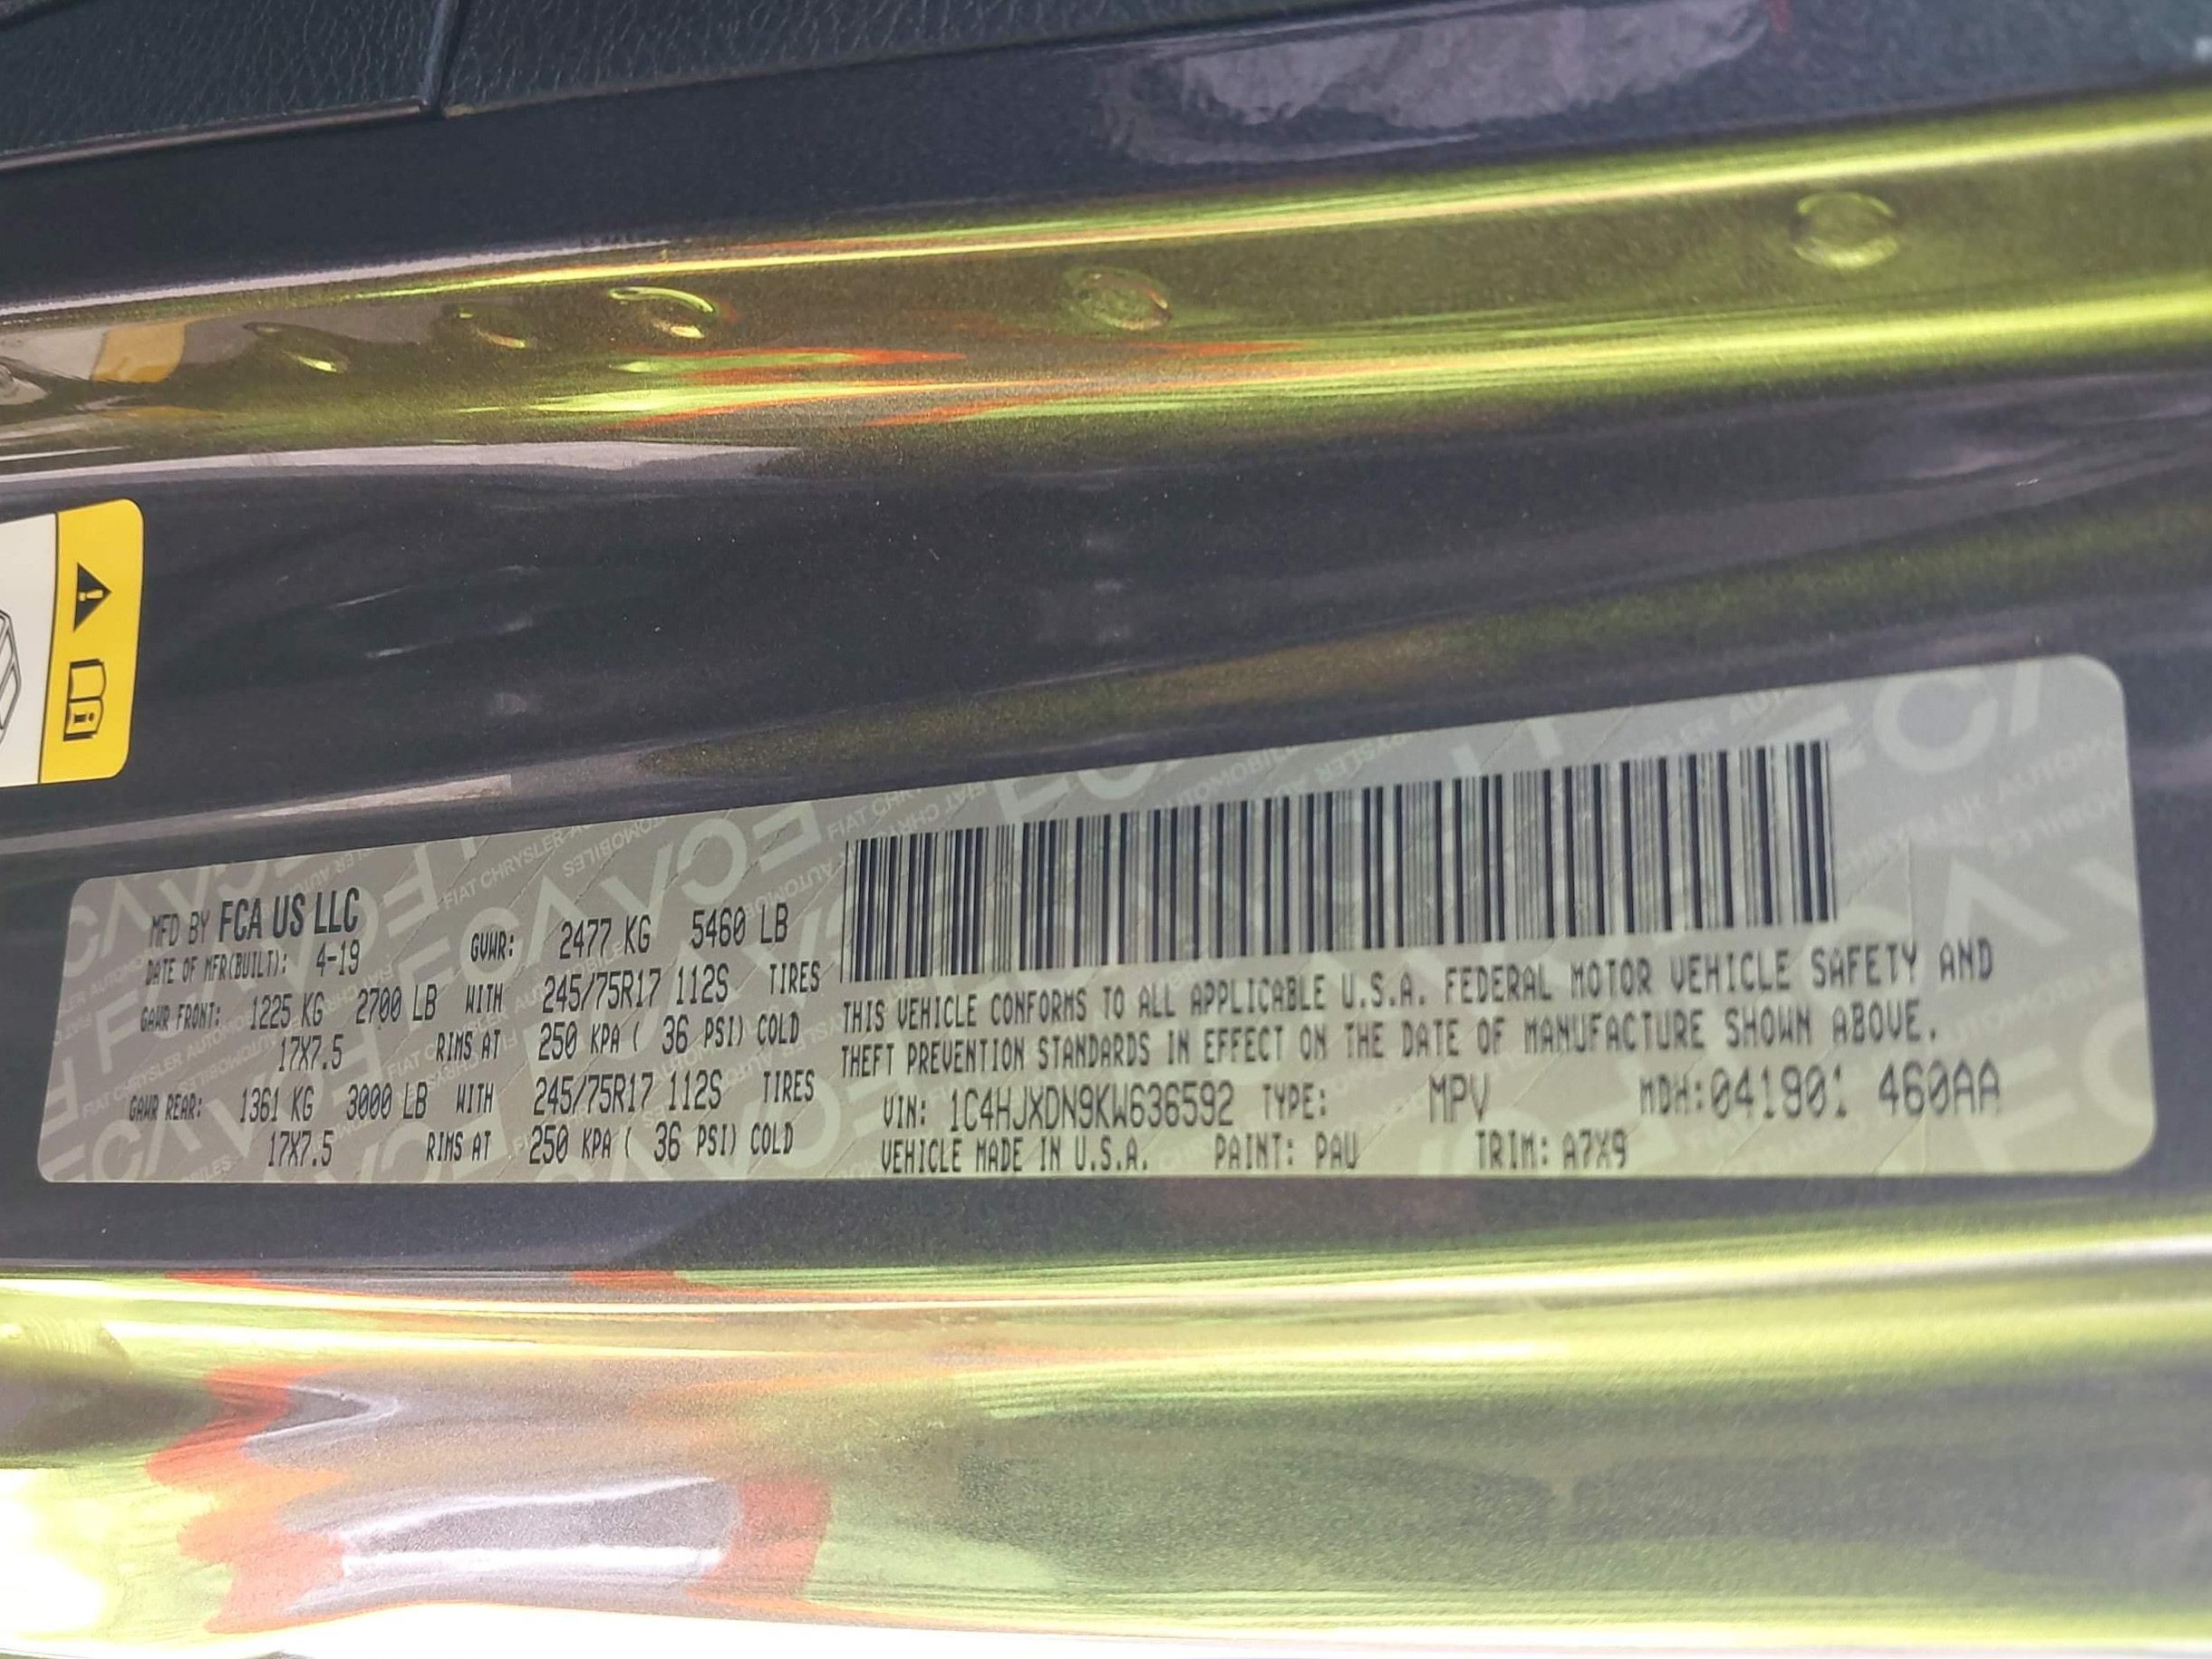 MFD BY FCA US LLC
DATE OF MFR(BUILT): 4-19
GVWR: 2477 KG 5460 LB
GAWR FRONT: 1225 KG 2700 LB WITH 245/75R17 112S TIRES
17X7.5 RIMS AT 250 KPA ( 36 PSI) COLD
GAWR REAR: 1361 KG 3000 LB WITH 245/75R17 112S TIRES
17X7.5 RIMS AT 250 KPA ( 36 PSI) COLD
THIS VEHICLE CONFORMS TO ALL APPLICABLE U.S.A. FEDERAL MOTOR VEHICLE SAFETY AND
THEFT PREVENTION STANDARDS IN EFFECT ON THE DATE OF MANUFACTURE SHOWN ABOVE.
VIN: 1C4HJXDN9KW636592 TYPE: MPV MDH:041901 460AA
VEHICLE MADE IN U.S.A. PAINT: PAU TRIM: A7X9